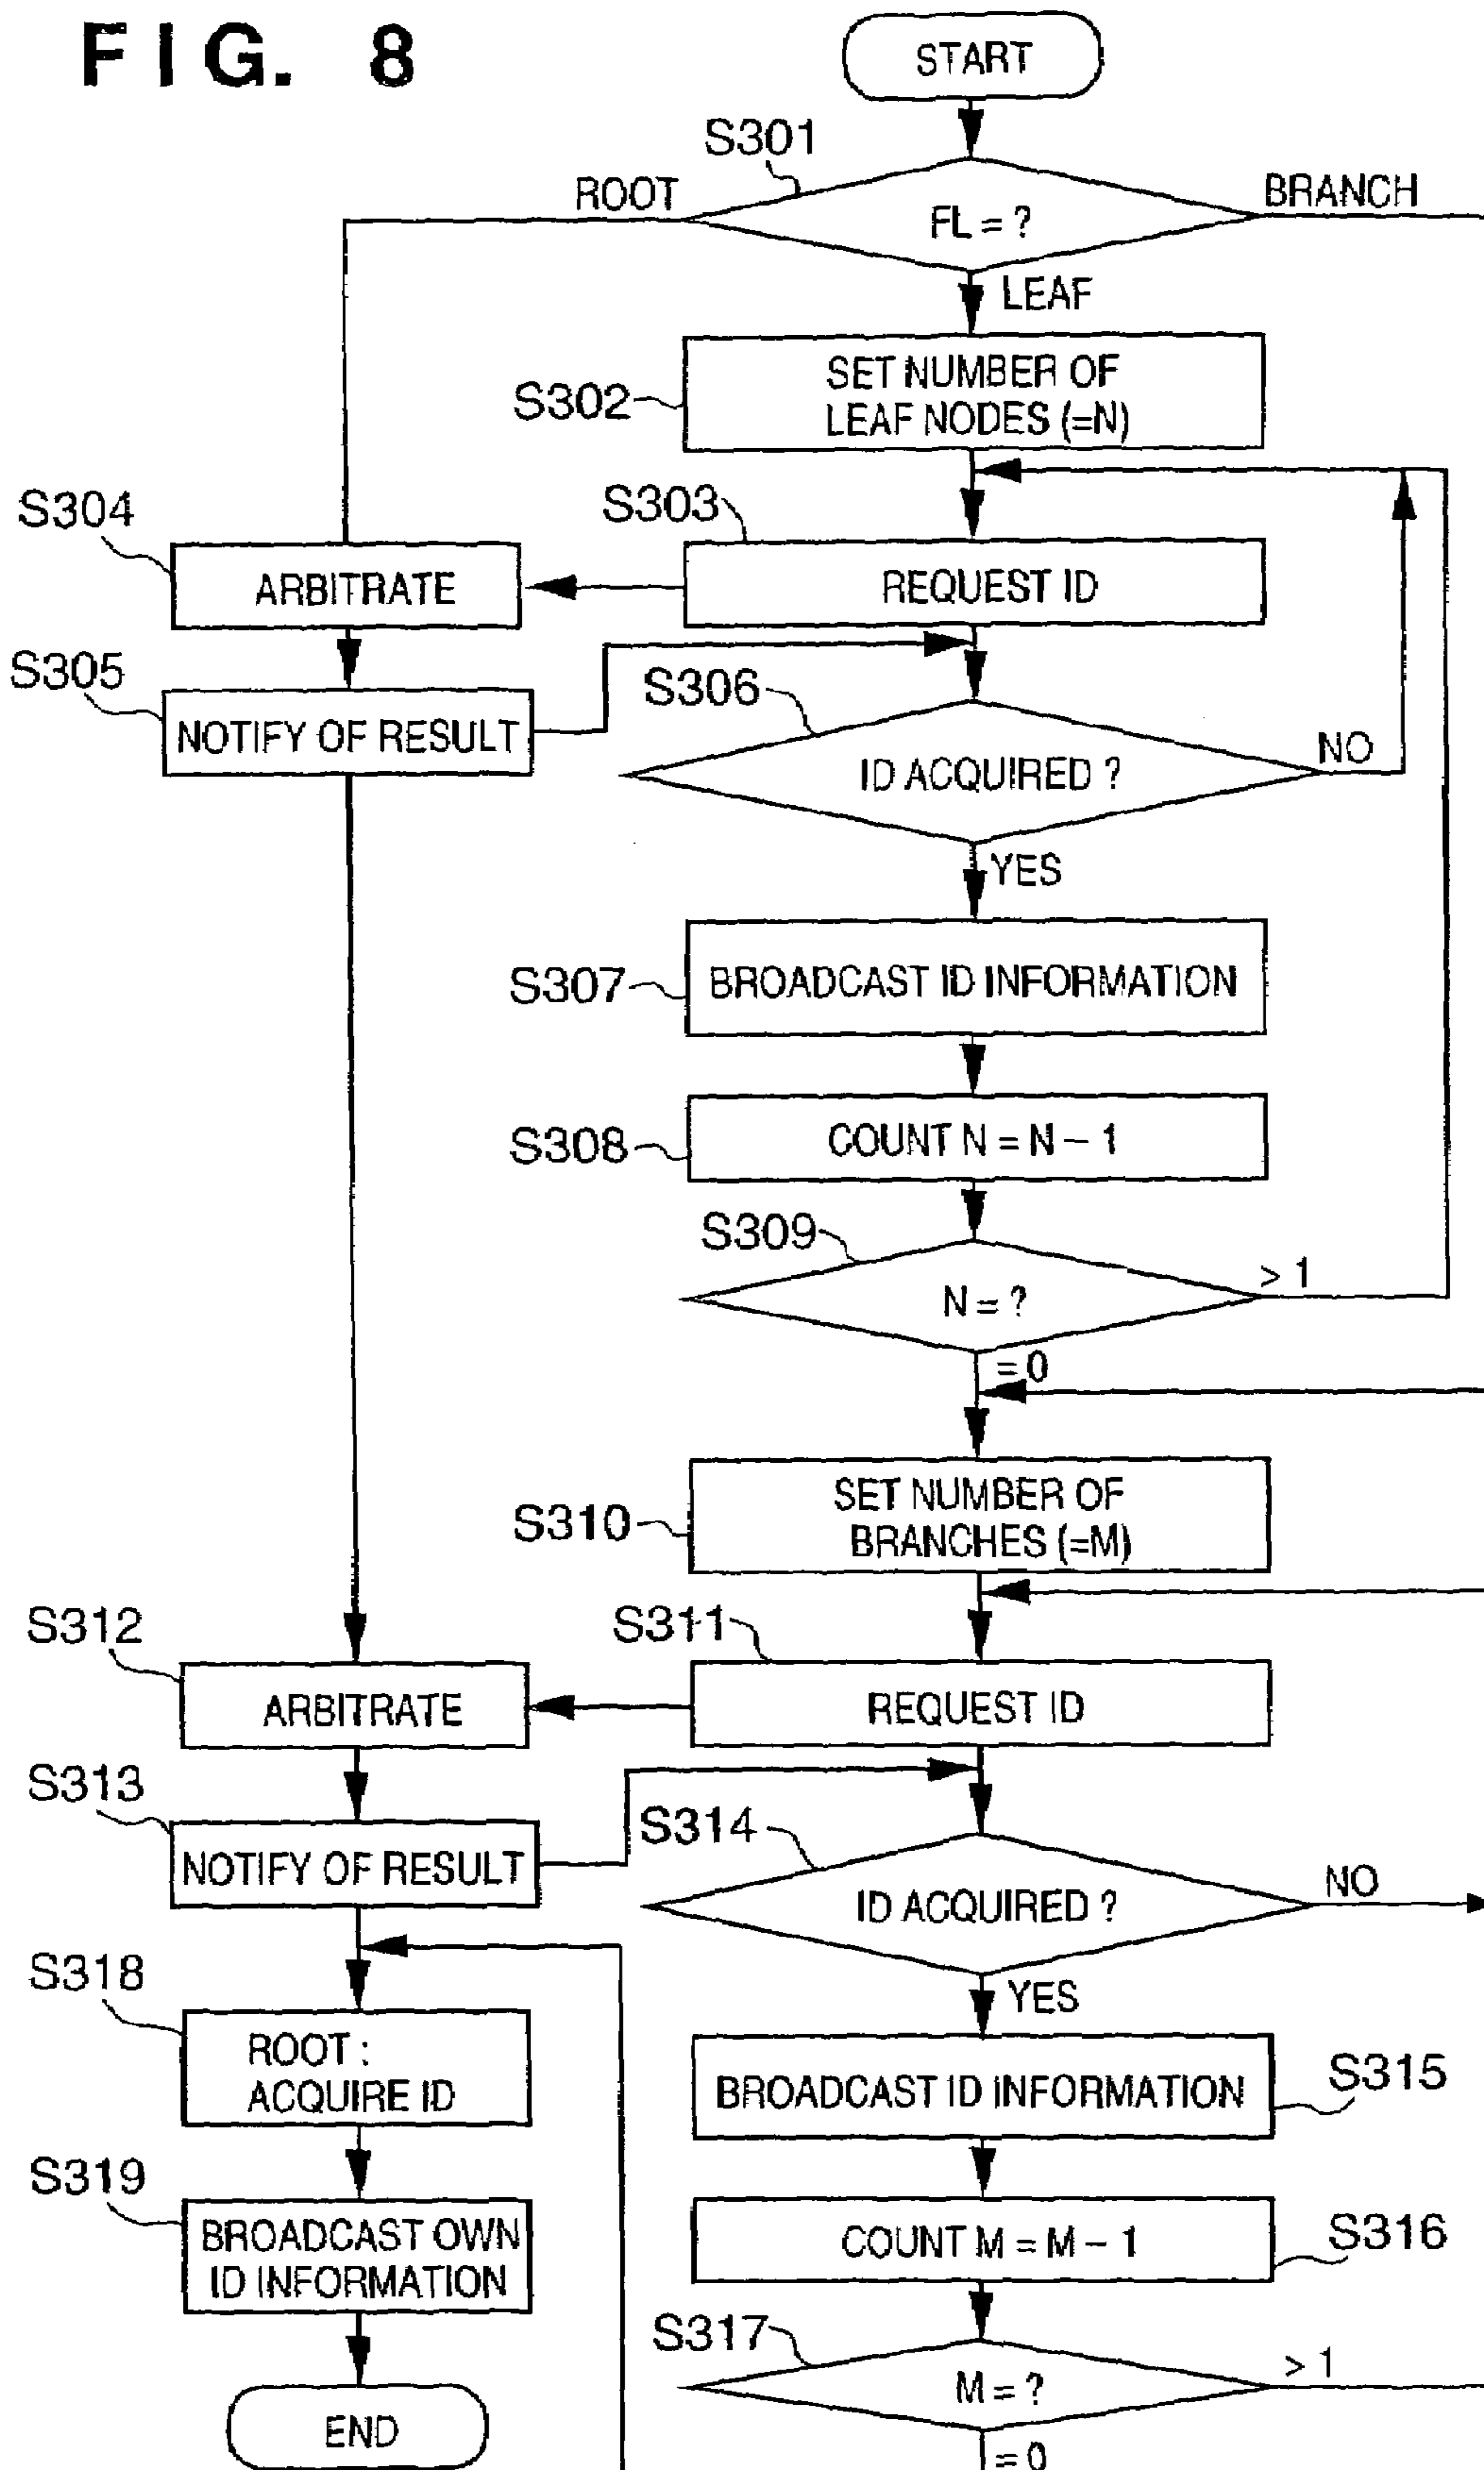 FIG. 8
START
S301
ROOT
FL = ?
BRANCH
LEAF
S302
SET NUMBER OF
LEAF NODES (=N)
S303
REQUEST ID
S304
ARBITRATE
S305
NOTIFY OF RESULT
S306
ID ACQUIRED ?
NO
YES
S307
BROADCAST ID INFORMATION
S308
COUNT N = N – 1
S309
N = ?
> 1
= 0
S310
SET NUMBER OF
BRANCHES (=M)
S311
REQUEST ID
S312
ARBITRATE
S313
NOTIFY OF RESULT
S314
ID ACQUIRED ?
NO
YES
S315
BROADCAST ID INFORMATION
S316
COUNT M = M – 1
S317
M = ?
> 1
= 0
S318
ROOT :
ACQUIRE ID
S319
BROADCAST OWN
ID INFORMATION
END